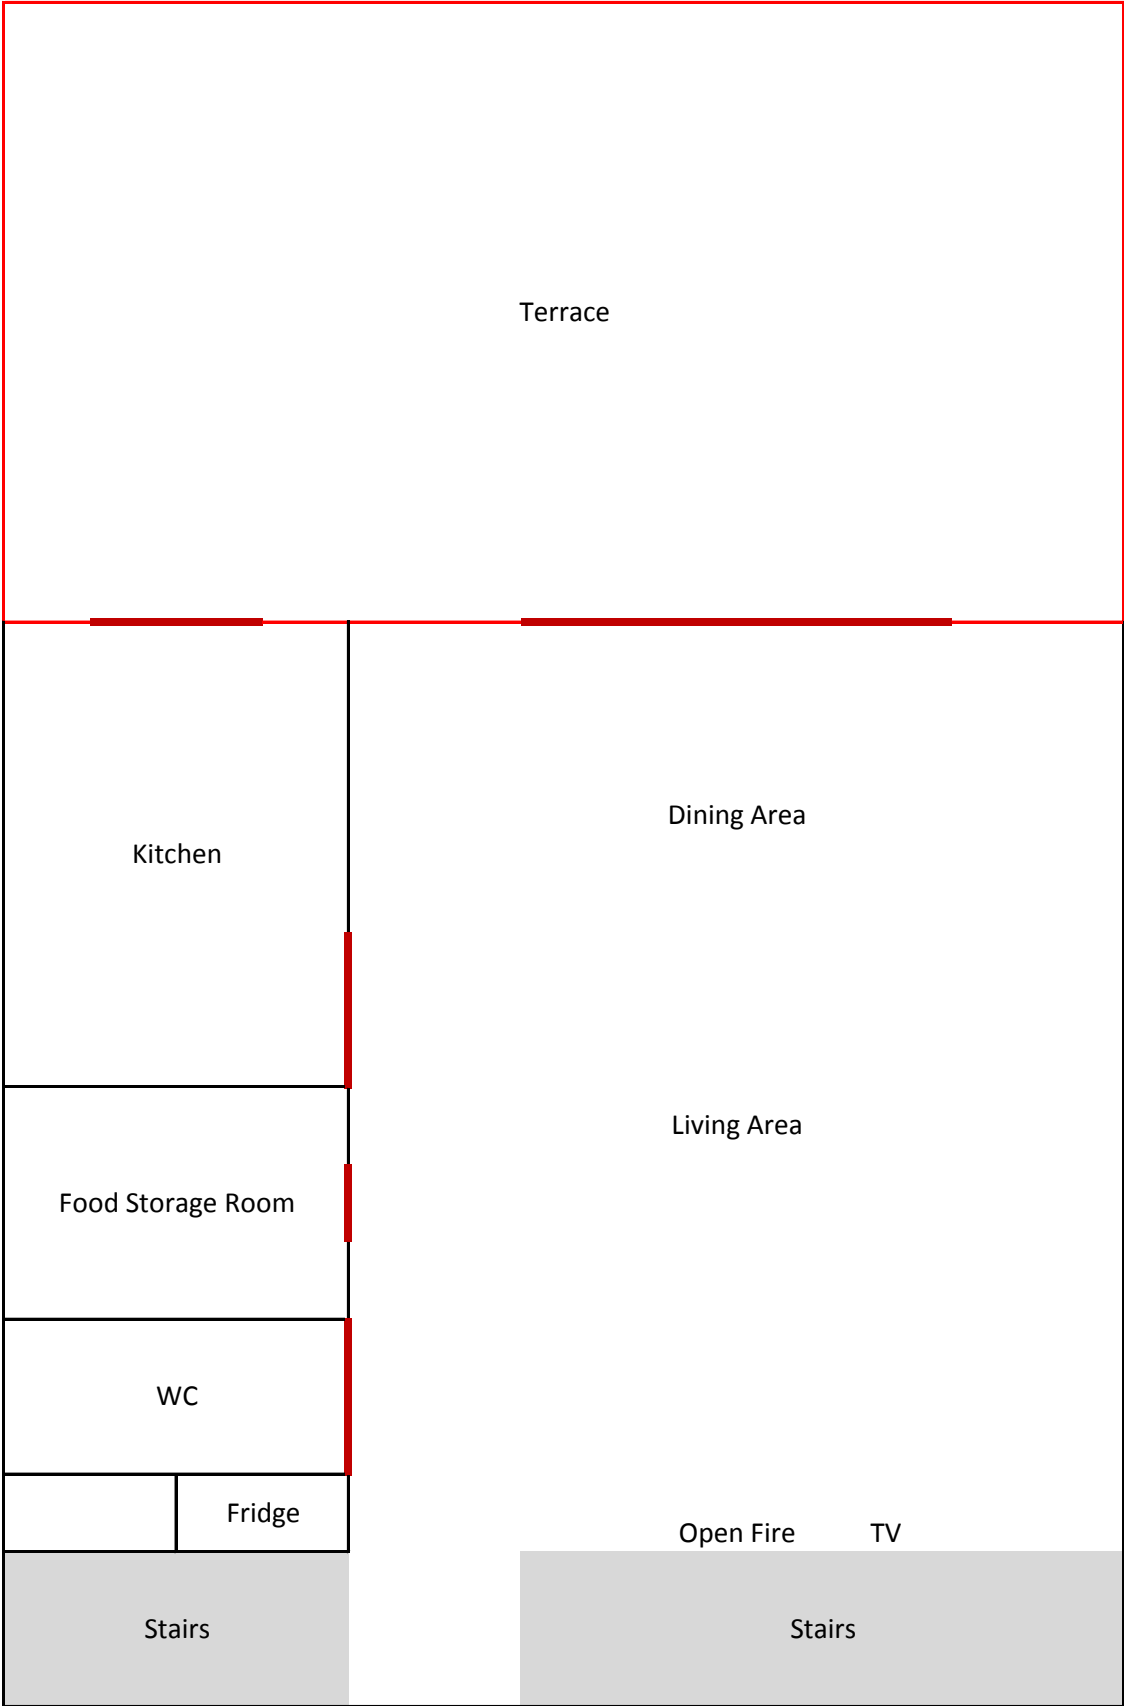 Terrace
Dining Area
Kitchen
Living Area
Food Storage Room
WC
Fridge
Open Fire
TV
Stairs
Stairs